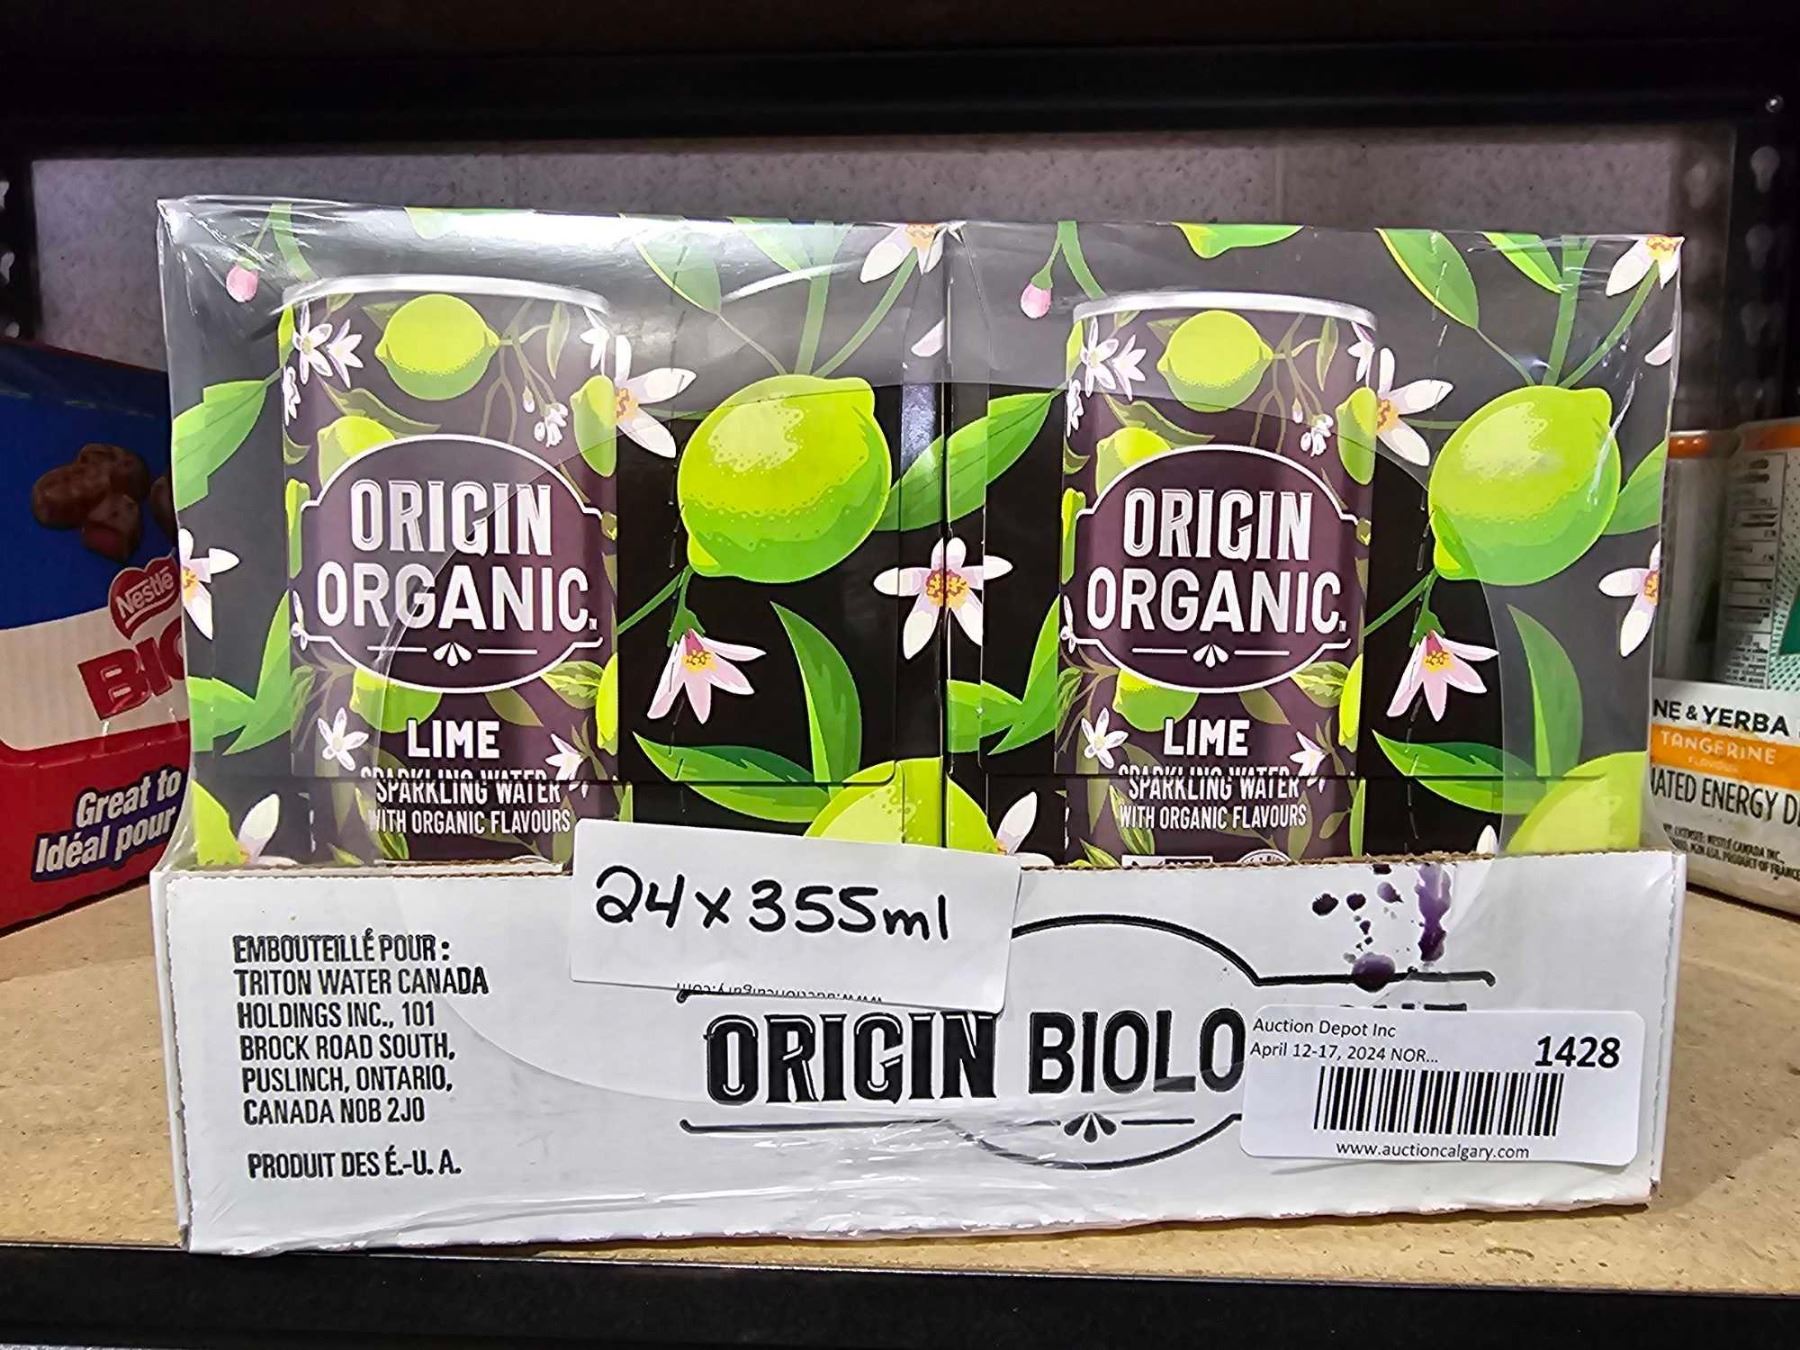 ORIGIN
ORGANIC
LIME
SPARKLING WATER
WITH ORGANIC FLAVOURS
ORIGIN
ORGANIC
LIME
SPARKLING WATER
WITH ORGANIC FLAVOURS
24 x 355ml
www.auctioncalgary.com
EMBOUTEILLÉ POUR :
TRITON WATER CANADA
HOLDINGS INC., 101
BROCK ROAD SOUTH,
PUSLINCH, ONTARIO,
CANADA N0B 2J0
PRODUIT DES É.-U. A.
ORIGIN BIOLO
Auction Depot Inc
April 12-17, 2024 NOR...
1428
www.auctioncalgary.com
Nestlé
Great to
Idéal pour
NE & YERBA
TANGERINE
ATED ENERGY D